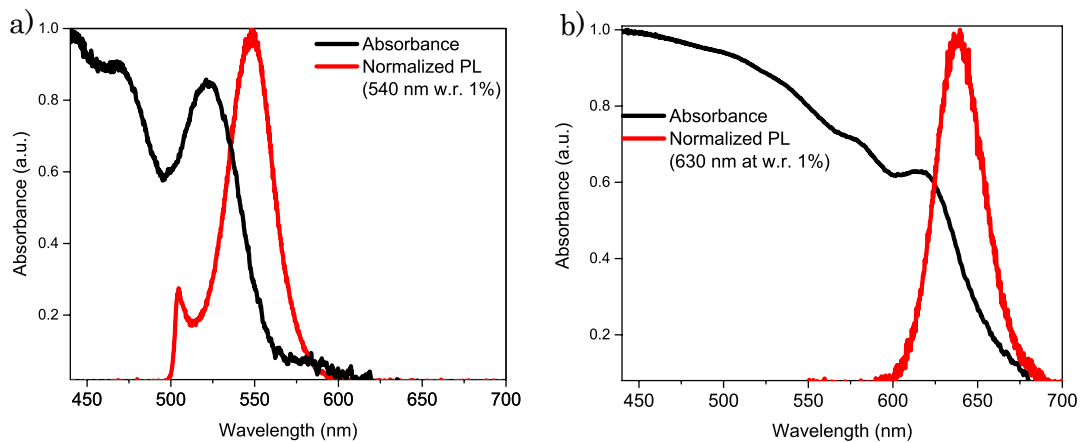 a)
1.0
0.8
0.6
0.4
0.2
Absorbance (a.u.)
Absorbance
Normalized PL
(540 nm w.r. 1%)
450 500 550 600 650 700
Wavelength (nm)
b)
1.0
0.8
0.6
0.4
0.2
Absorbance (a.u.)
Absorbance
Normalized PL
(630 nm at w.r. 1%)
450 500 550 600 650 700
Wavelength (nm)